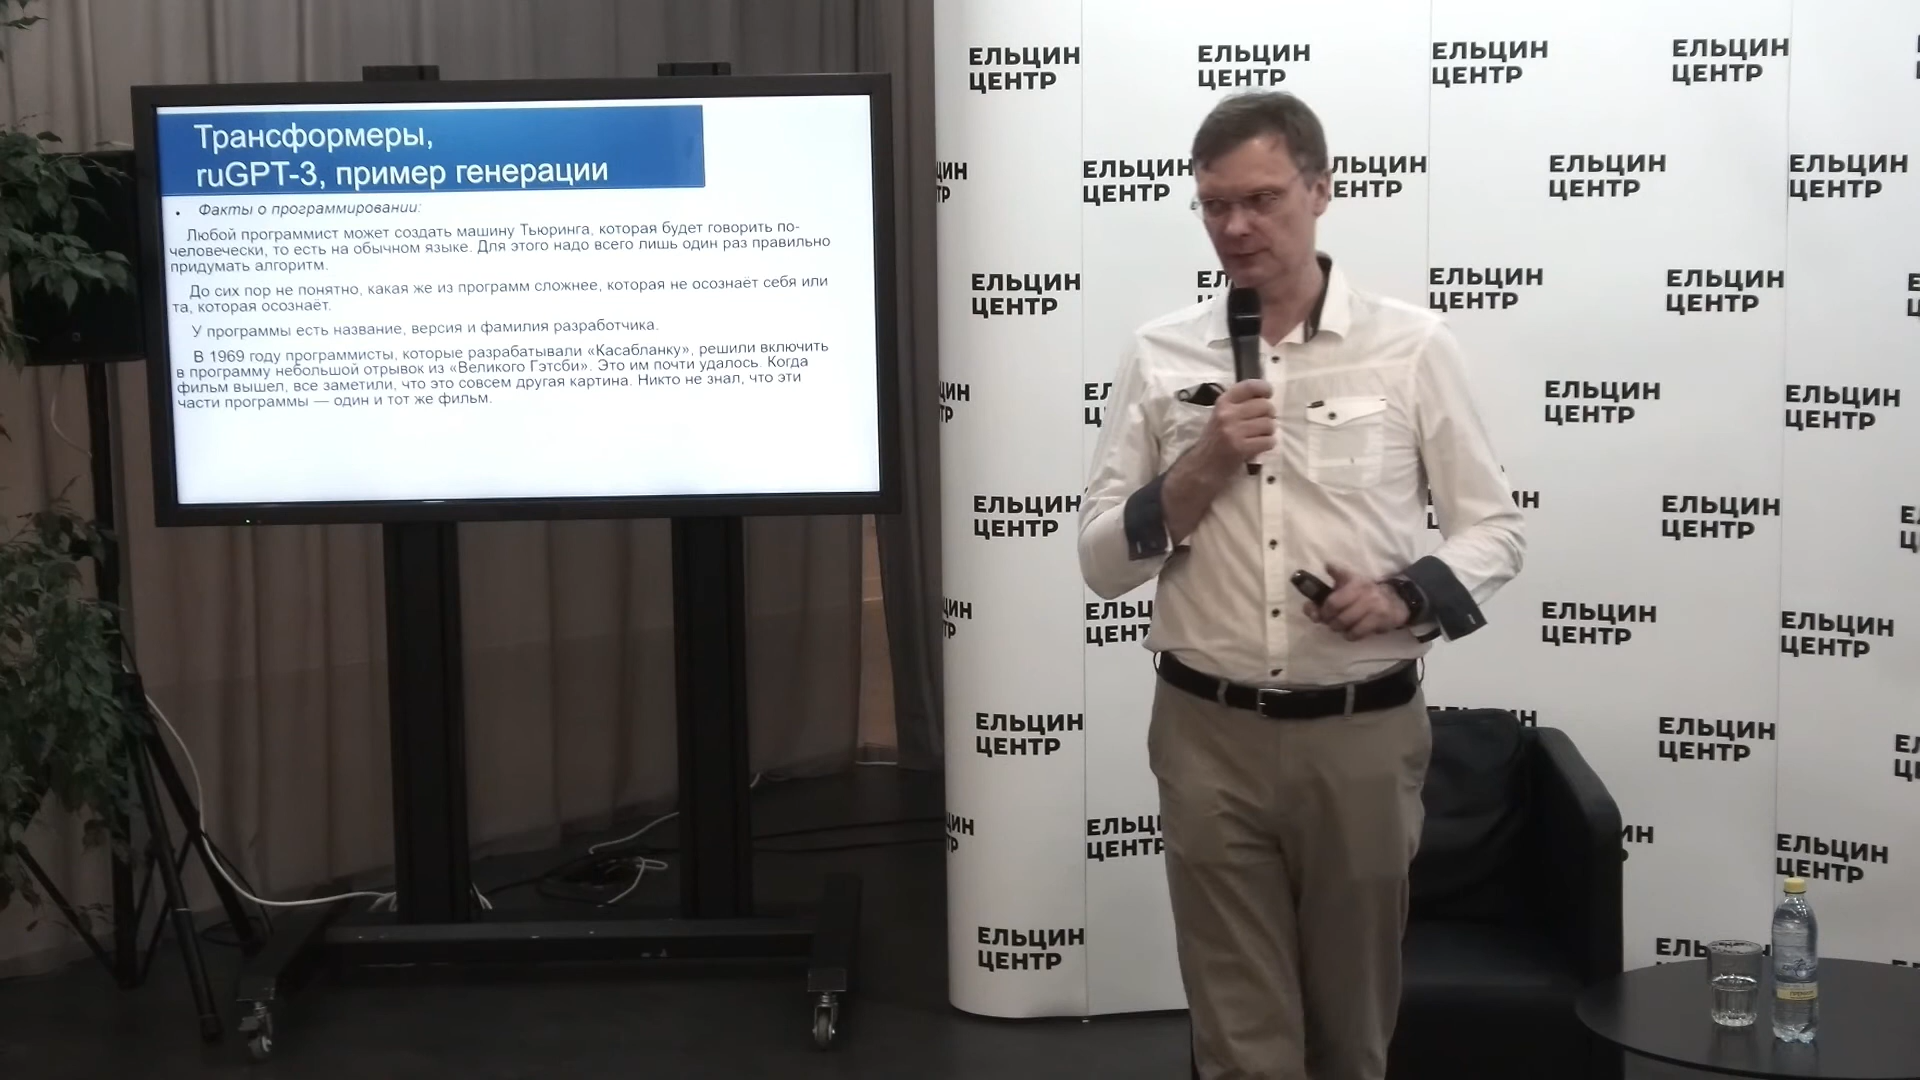 Трансформеры,
ruGPT-3, пример генерации
• Факты о программировании:
Любой программист может создать машину Тьюринга, которая будет говорить по-
человечески, то есть на обычном языке. Для этого надо всего лишь один раз правильно
придумать алгоритм.
До сих пор не понятно, какая же из программ сложнее, которая не осознаёт себя или
та, которая осознаёт.
У программы есть название, версия и фамилия разработчика.
В 1969 году программисты, которые разрабатывали «Касабланку», решили включить
в программу небольшой отрывок из «Великого Гэтсби». Это им почти удалось. Когда
фильм вышел, все заметили, что это совсем другая картина. Никто не знал, что эти
части программы — один и тот же фильм.
ЕЛЬЦИН
ЦЕНТР